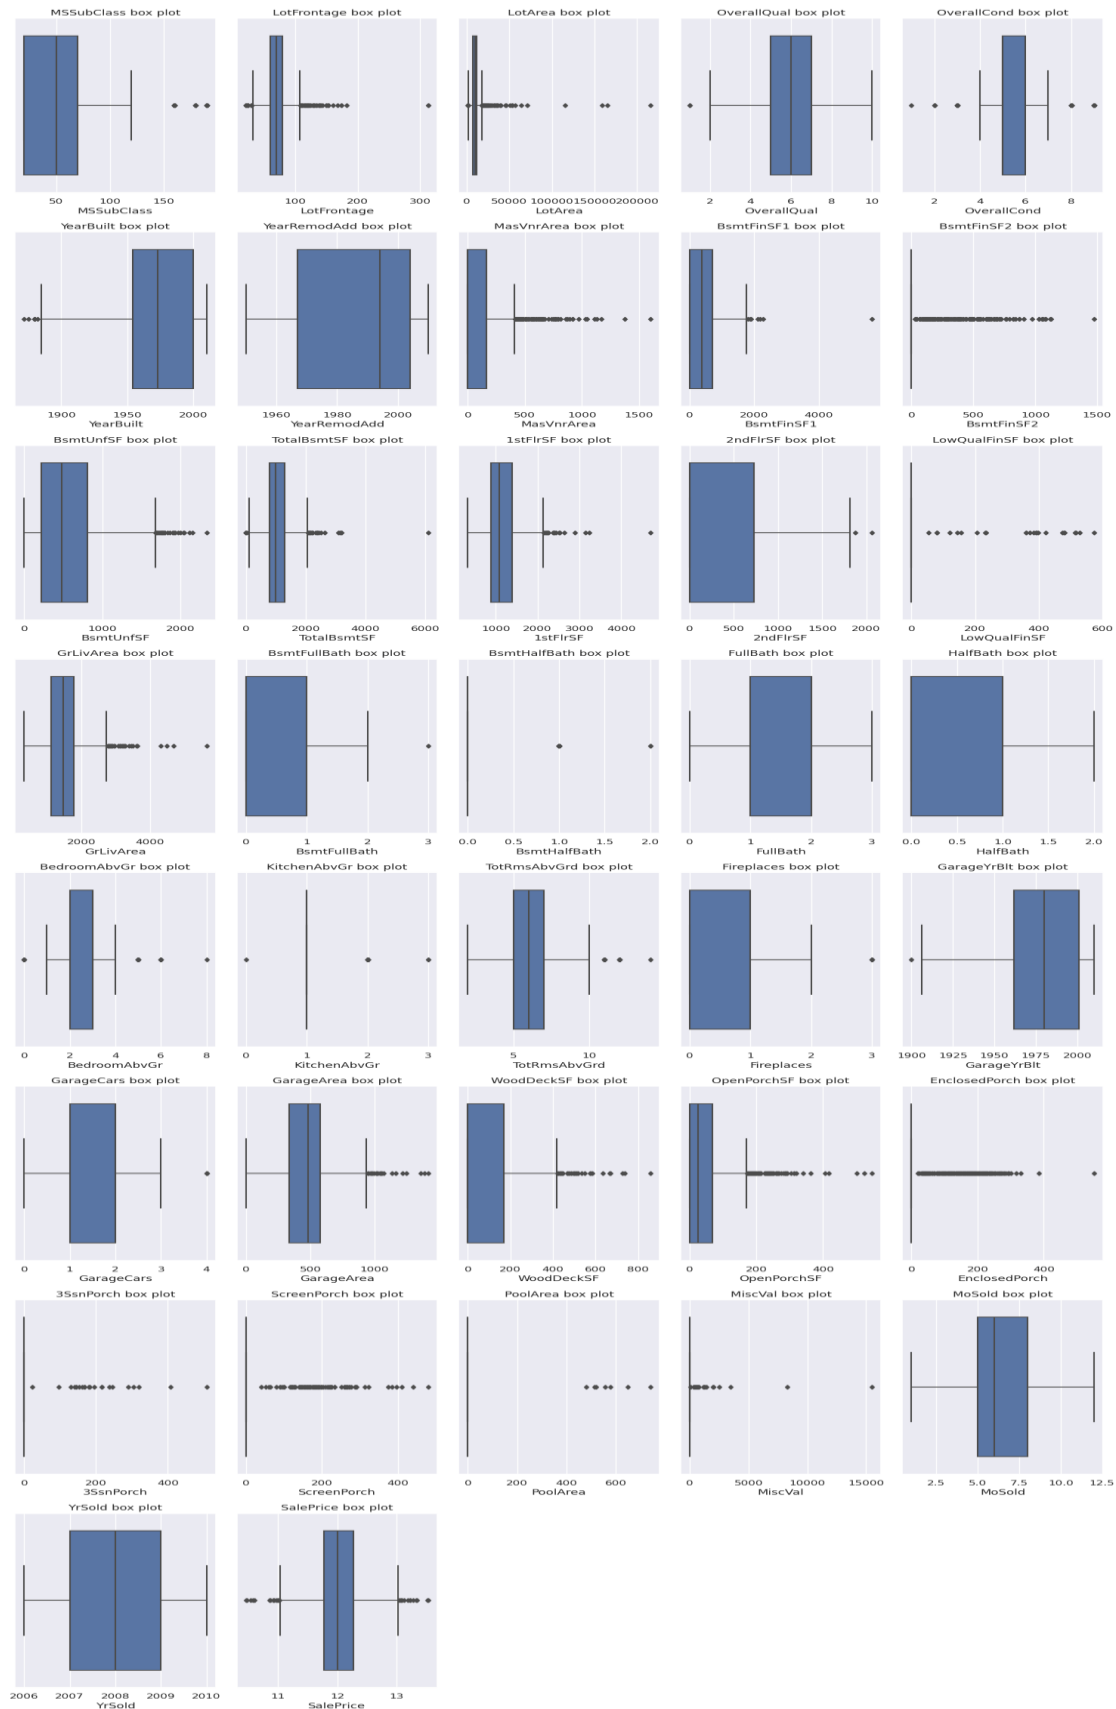 MSSubClass box plot LotFrontage box plot LotArea box plot OverallQual box plot OverallCond box plot
50 100 150 100 200 300 0 50000 100000150000200000 2 4 6 8 10 2 4 6 8
MSSubClass LotFrontage LotArea OverallQual OverallCond
YearBuilt box plot YearRemodAdd box plot MasVnrArea box plot BsmtFinSF1 box plot BsmtFinSF2 box plot
1900 1950 2000 1960 1980 2000 0 500 1000 1500 0 2000 4000 0 500 1000 1500
YearBuilt YearRemodAdd MasVnrArea BsmtFinSF1 BsmtFinSF2
BsmtUnfSF box plot TotalBsmtSF box plot 1stFlrSF box plot 2ndFlrSF box plot LowQualFinSF box plot
0 1000 2000 0 2000 4000 6000 1000 2000 3000 4000 0 500 1000 1500 2000 0 200 400 600
BsmtUnfSF TotalBsmtSF 1stFlrSF 2ndFlrSF LowQualFinSF
GrLivArea box plot BsmtFullBath box plot BsmtHalfBath box plot FullBath box plot HalfBath box plot
2000 4000 0 1 2 3 0.0 0.5 1.0 1.5 2.0 0 1 2 3 0.0 0.5 1.0 1.5 2.0
GrLivArea BsmtFullBath BsmtHalfBath FullBath HalfBath
BedroomAbvGr box plot KitchenAbvGr box plot TotRmsAbvGrd box plot Fireplaces box plot GarageYrBlt box plot
0 2 4 6 8 0 1 2 3 5 10 0 1 2 3 1900 1925 1950 1975 2000
BedroomAbvGr KitchenAbvGr TotRmsAbvGrd Fireplaces GarageYrBlt
GarageCars box plot GarageArea box plot WoodDeckSF box plot OpenPorchSF box plot EnclosedPorch box plot
0 1 2 3 4 0 500 1000 0 200 400 600 800 0 200 400 0 200 400
GarageCars GarageArea WoodDeckSF OpenPorchSF EnclosedPorch
3SsnPorch box plot ScreenPorch box plot PoolArea box plot MiscVal box plot MoSold box plot
0 200 400 0 200 400 0 200 400 600 0 5000 10000 15000 2.5 5.0 7.5 10.0 12.5
3SsnPorch ScreenPorch PoolArea MiscVal MoSold
YrSold box plot SalePrice box plot
2006 2007 2008 2009 2010 11 12 13
YrSold SalePrice